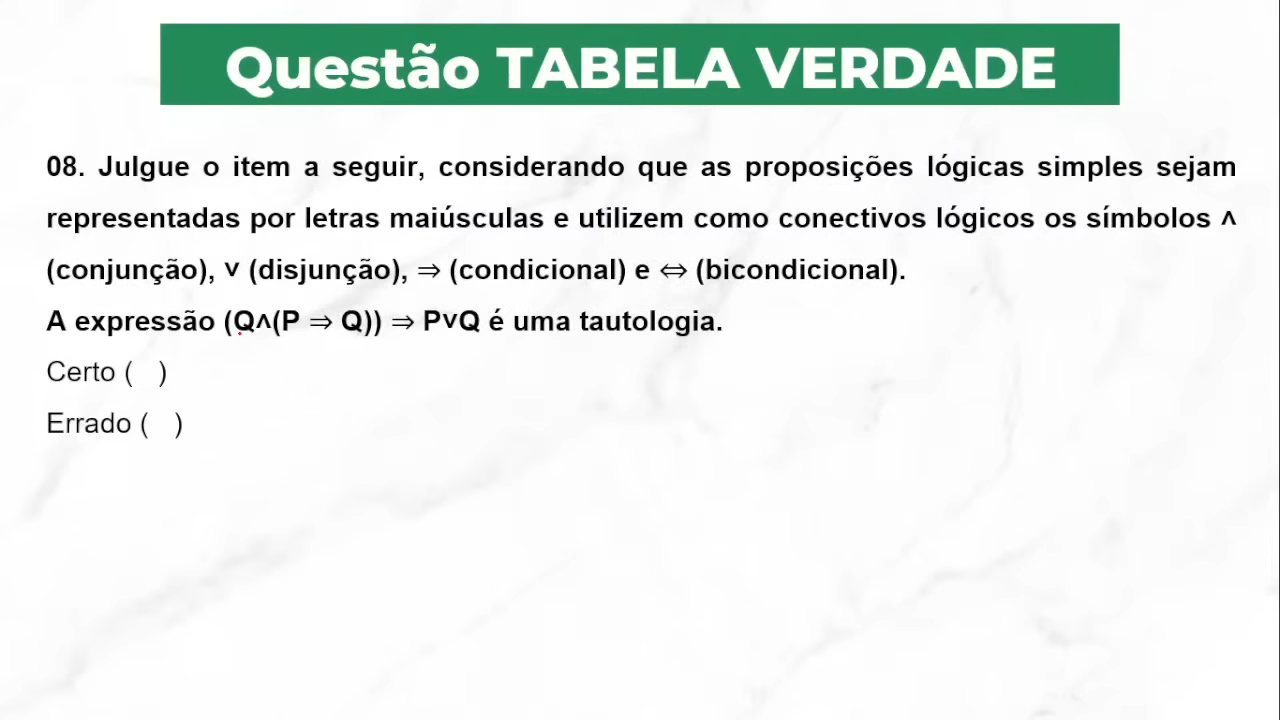 Questão TABELA VERDADE
08. Julgue o item a seguir, considerando que as proposições lógicas simples sejam
representadas por letras maiúsculas e utilizem como conectivos lógicos os símbolos ˄
(conjunção), ˅ (disjunção), ⇒ (condicional) e ⇔ (bicondicional).
A expressão (Q˄(P ⇒ Q)) ⇒ P˅Q é uma tautologia.
Certo (   )
Errado (   )